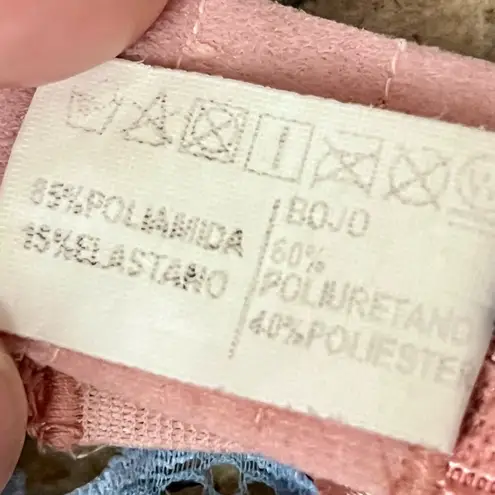 85%POLIAMIDA
15%ELASTANO
BOJO
60%
POLIURETANO
40%POLIESTER